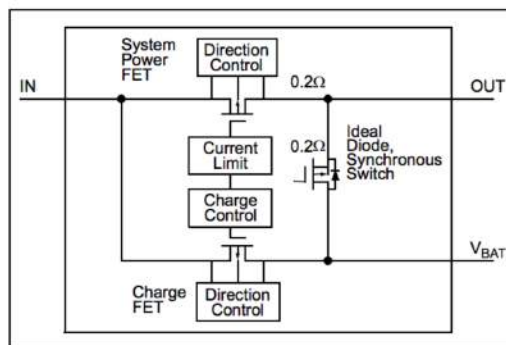 System
Power
FET
Direction
Control
0.2Ω
IN
OUT
Current
Limit
0.2Ω
Ideal
Diode,
Synchronous
Switch
Charge
Control
VBAT
Charge
FET
Direction
Control